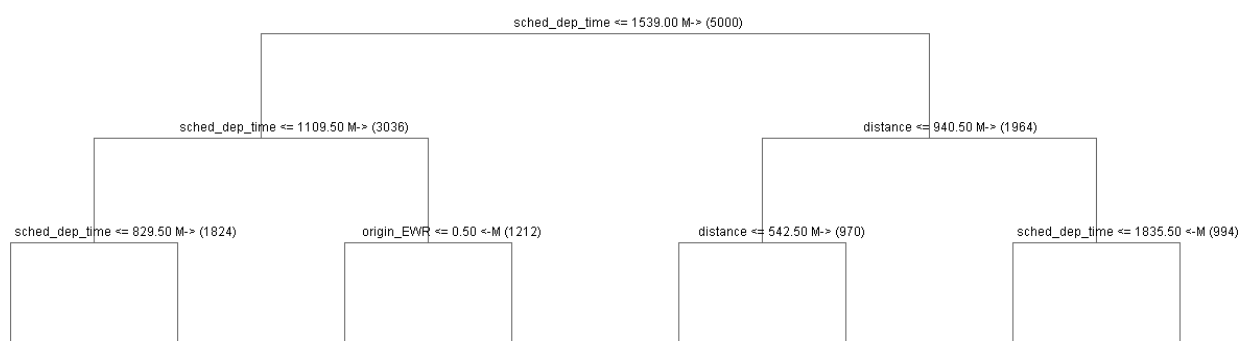 sched_dep_time <= 1539.00 M-> (5000)
sched_dep_time <= 1109.50 M-> (3036)
distance <= 940.50 M-> (1964)
sched_dep_time <= 829.50 M-> (1824)
origin_EWR <= 0.50 <-M (1212)
distance <= 542.50 M-> (970)
sched_dep_time <= 1835.50 <-M (994)